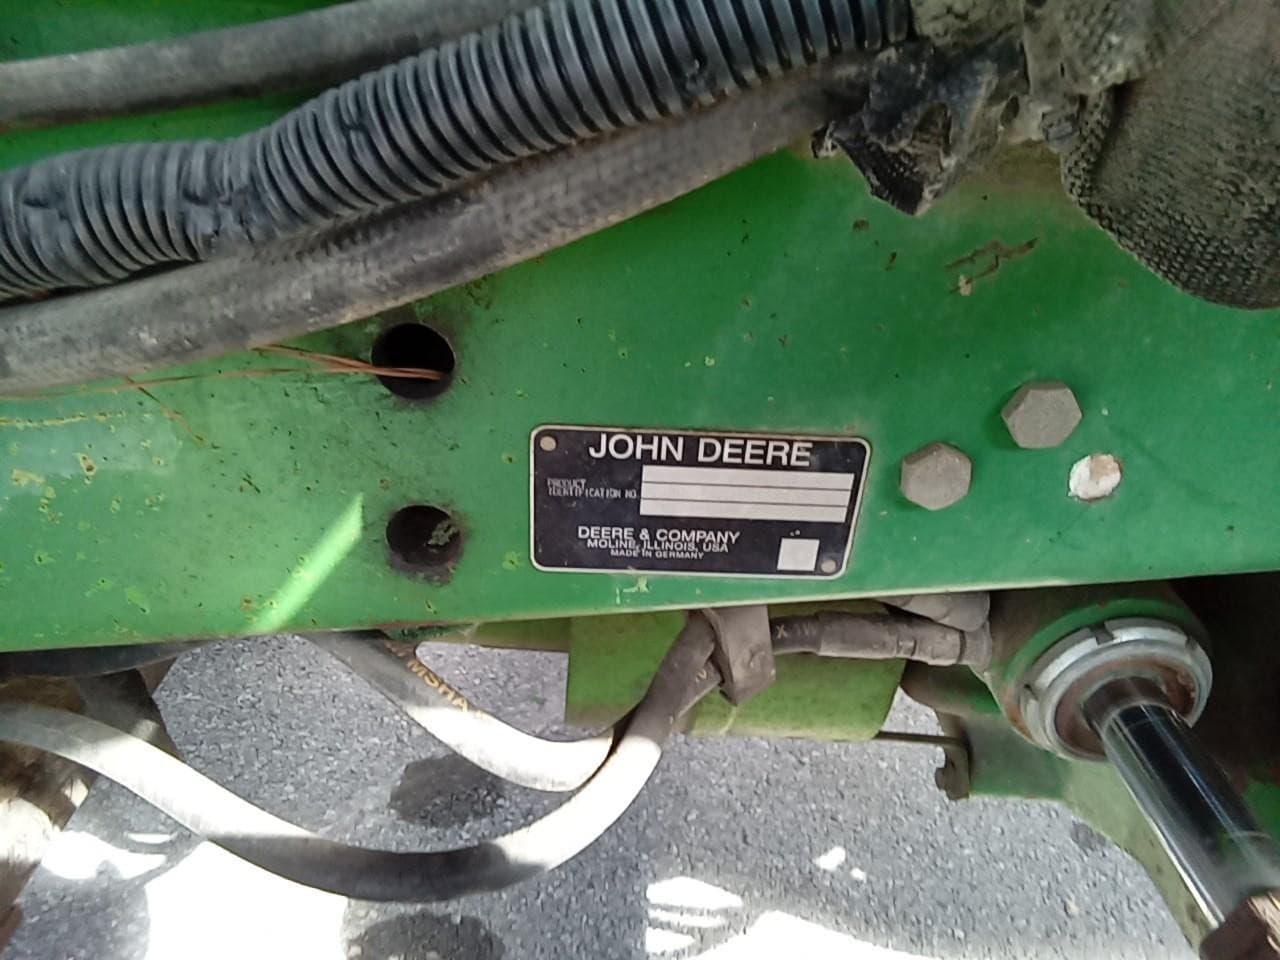 JOHN DEERE
PRODUCT
IDENTIFICATION NO.
DEERE & COMPANY
MOLINE, ILLINOIS, USA
MADE IN GERMANY